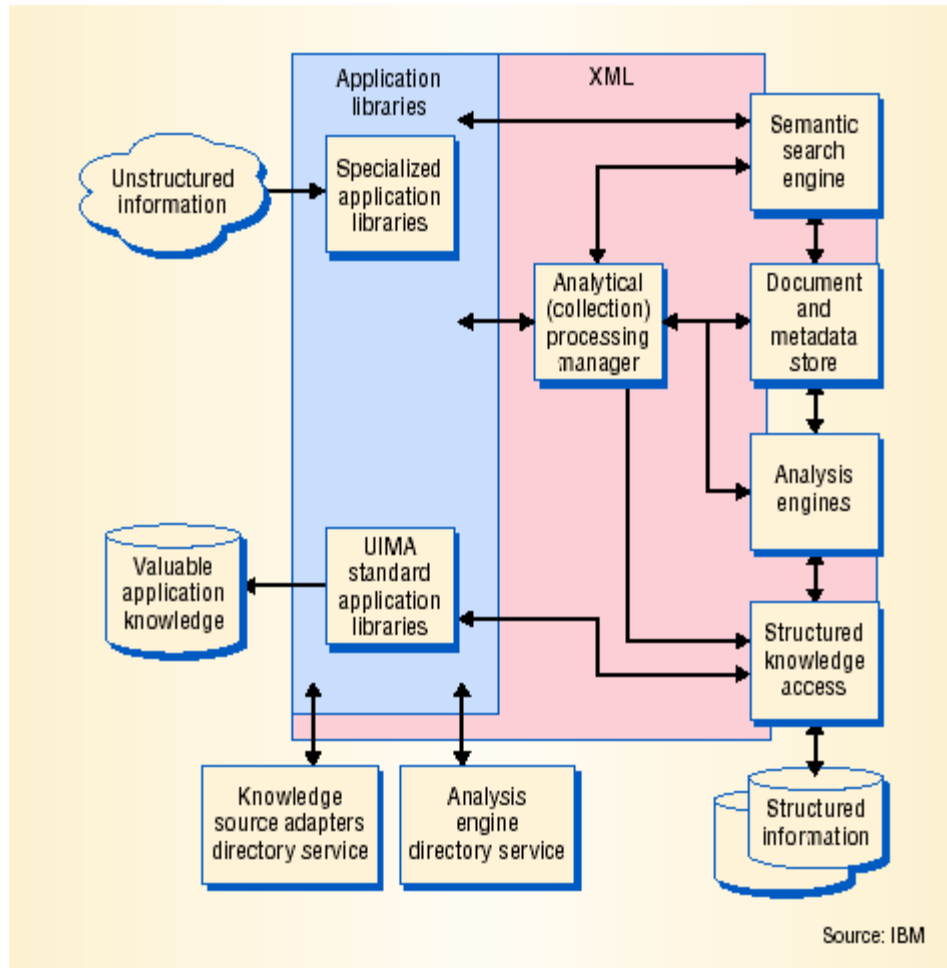 Application
libraries
XML
Unstructured
information
Specialized
application
libraries
Semantic
search
engine
Analytical
(collection)
processing
manager
Document
and
metadata
store
Analysis
engines
Valuable
application
knowledge
UIMA
standard
application
libraries
Structured
knowledge
access
Knowledge
source adapters
directory service
Analysis
engine
directory service
Structured
information
Source: IBM